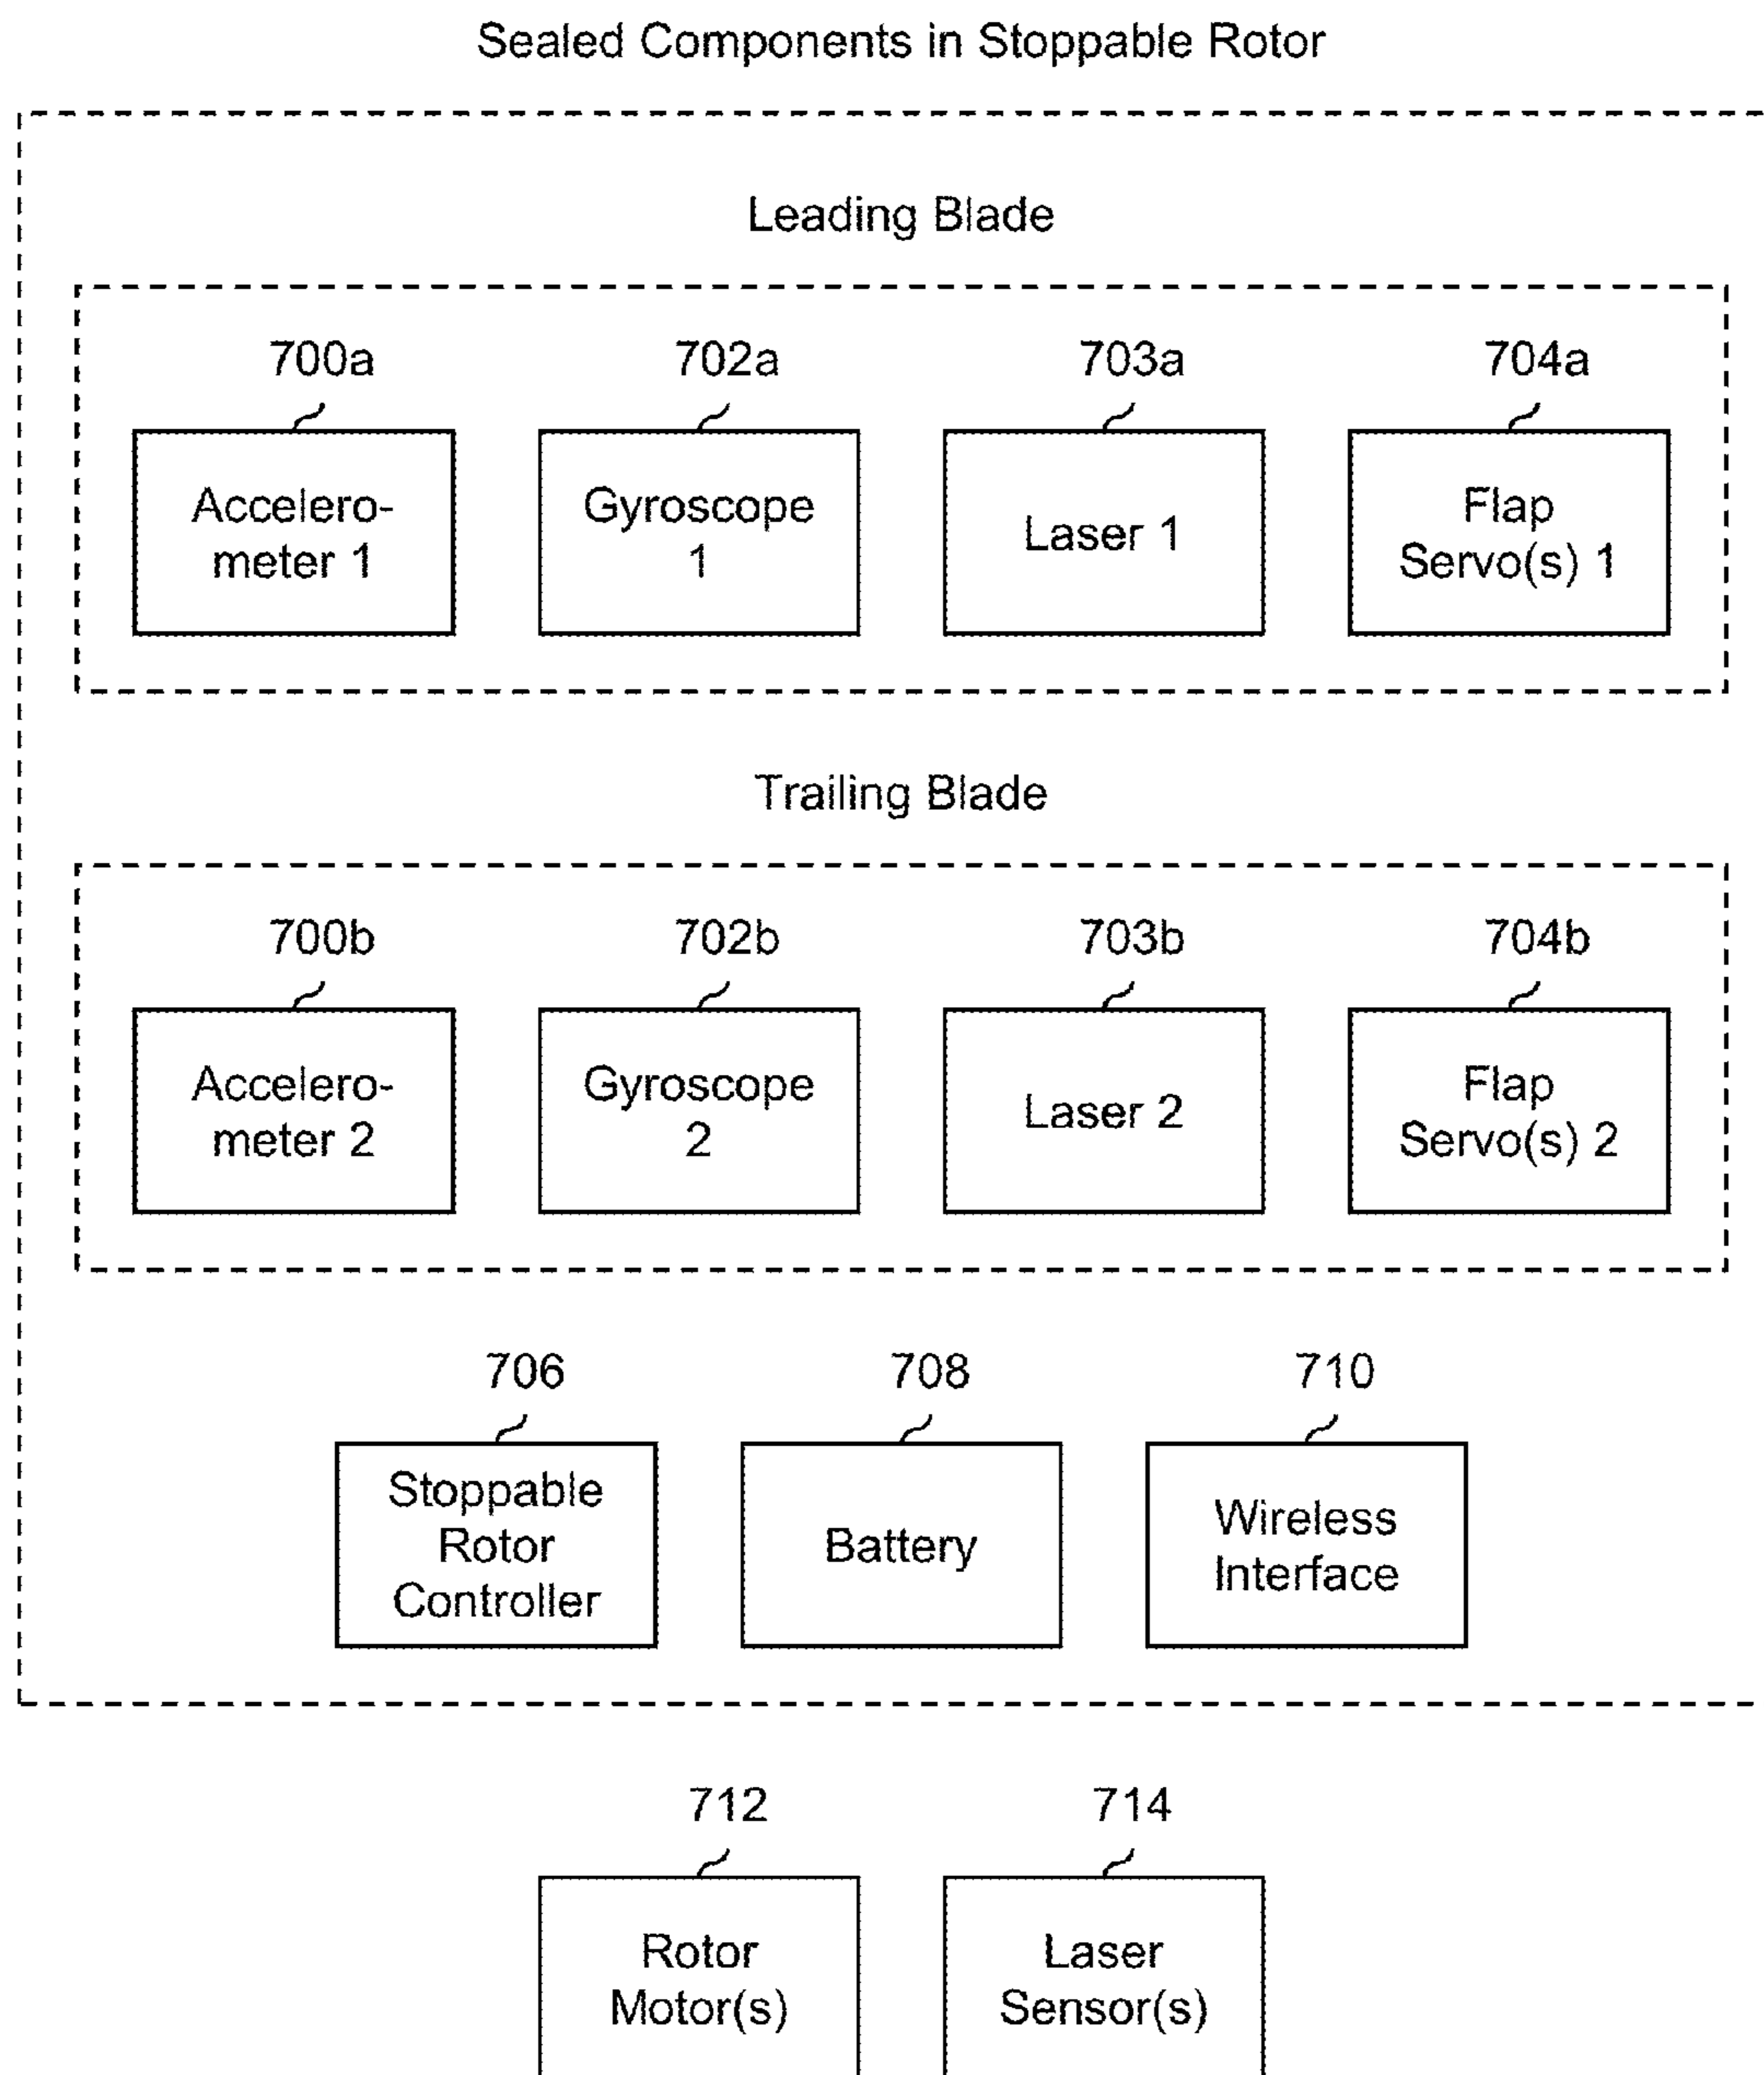 Sealed Components in Stoppable Rotor
Leading Blade
700a 702a 703a 704a
Accelero-
meter 1
Gyroscope
1
Laser 1
Flap
Servo(s) 1
Trailing Blade
700b 702b 703b 704b
Accelero-
meter 2
Gyroscope
2
Laser 2
Flap
Servo(s) 2
706 708 710
Stoppable
Rotor
Controller
Battery
Wireless
Interface
712 714
Rotor
Motor(s)
Laser
Sensor(s)